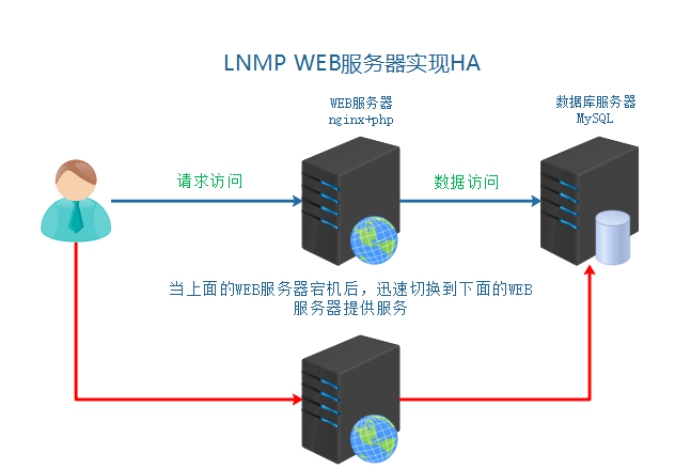 LNMP WEB服务器实现HA
WEB服务器
nginx+php
数据库服务器
MySQL
请求访问
数据访问
当上面的WEB服务器宕机后，迅速切换到下面的WEB
服务器提供服务